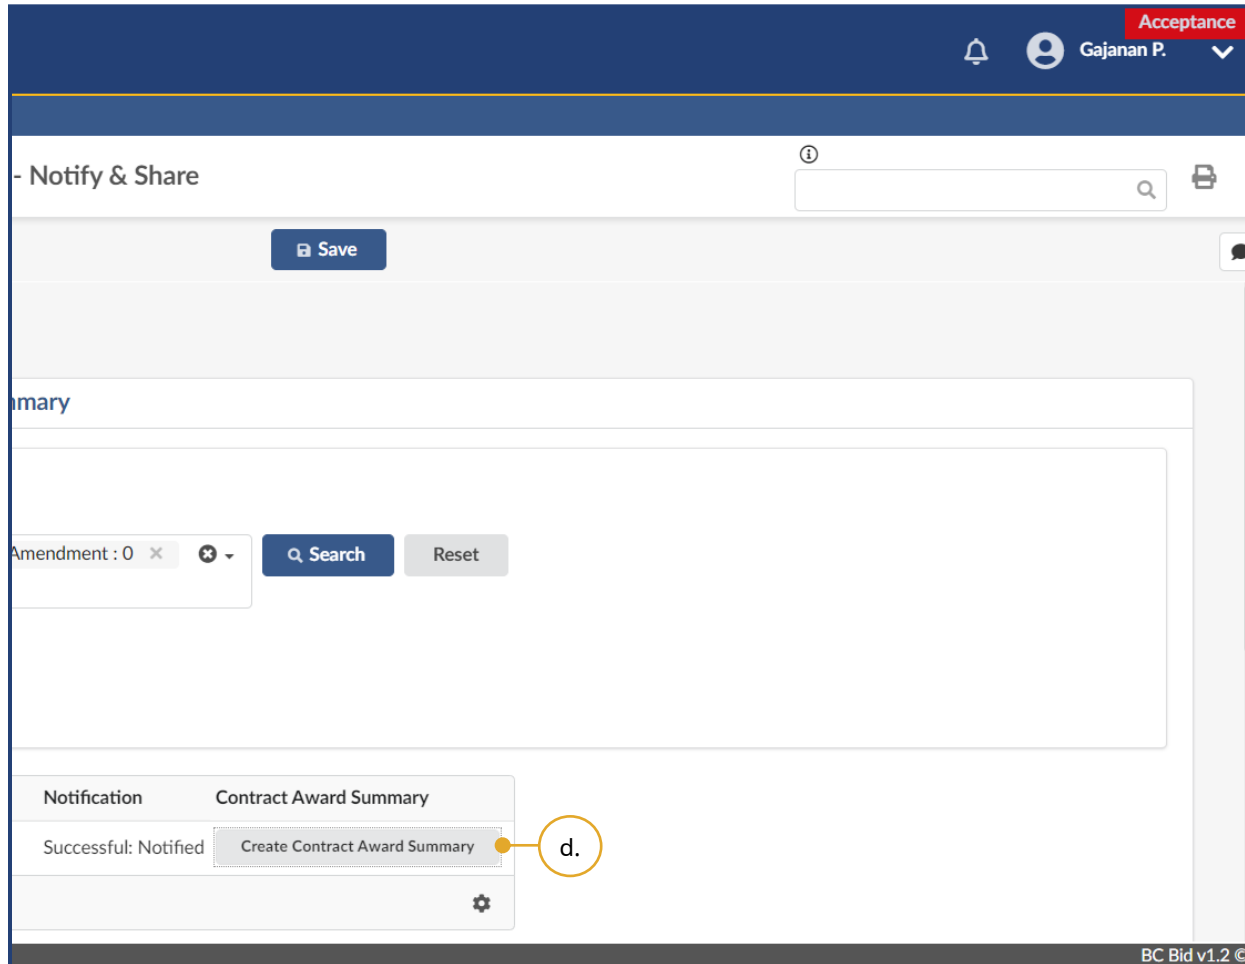 Acceptance
Gajanan P.
- Notify & Share
Save
mmary
Amendment : 0
Search
Reset
Notification Contract Award Summary
Successful: Notified Create Contract Award Summary
d.
BC Bid v1.2 ©